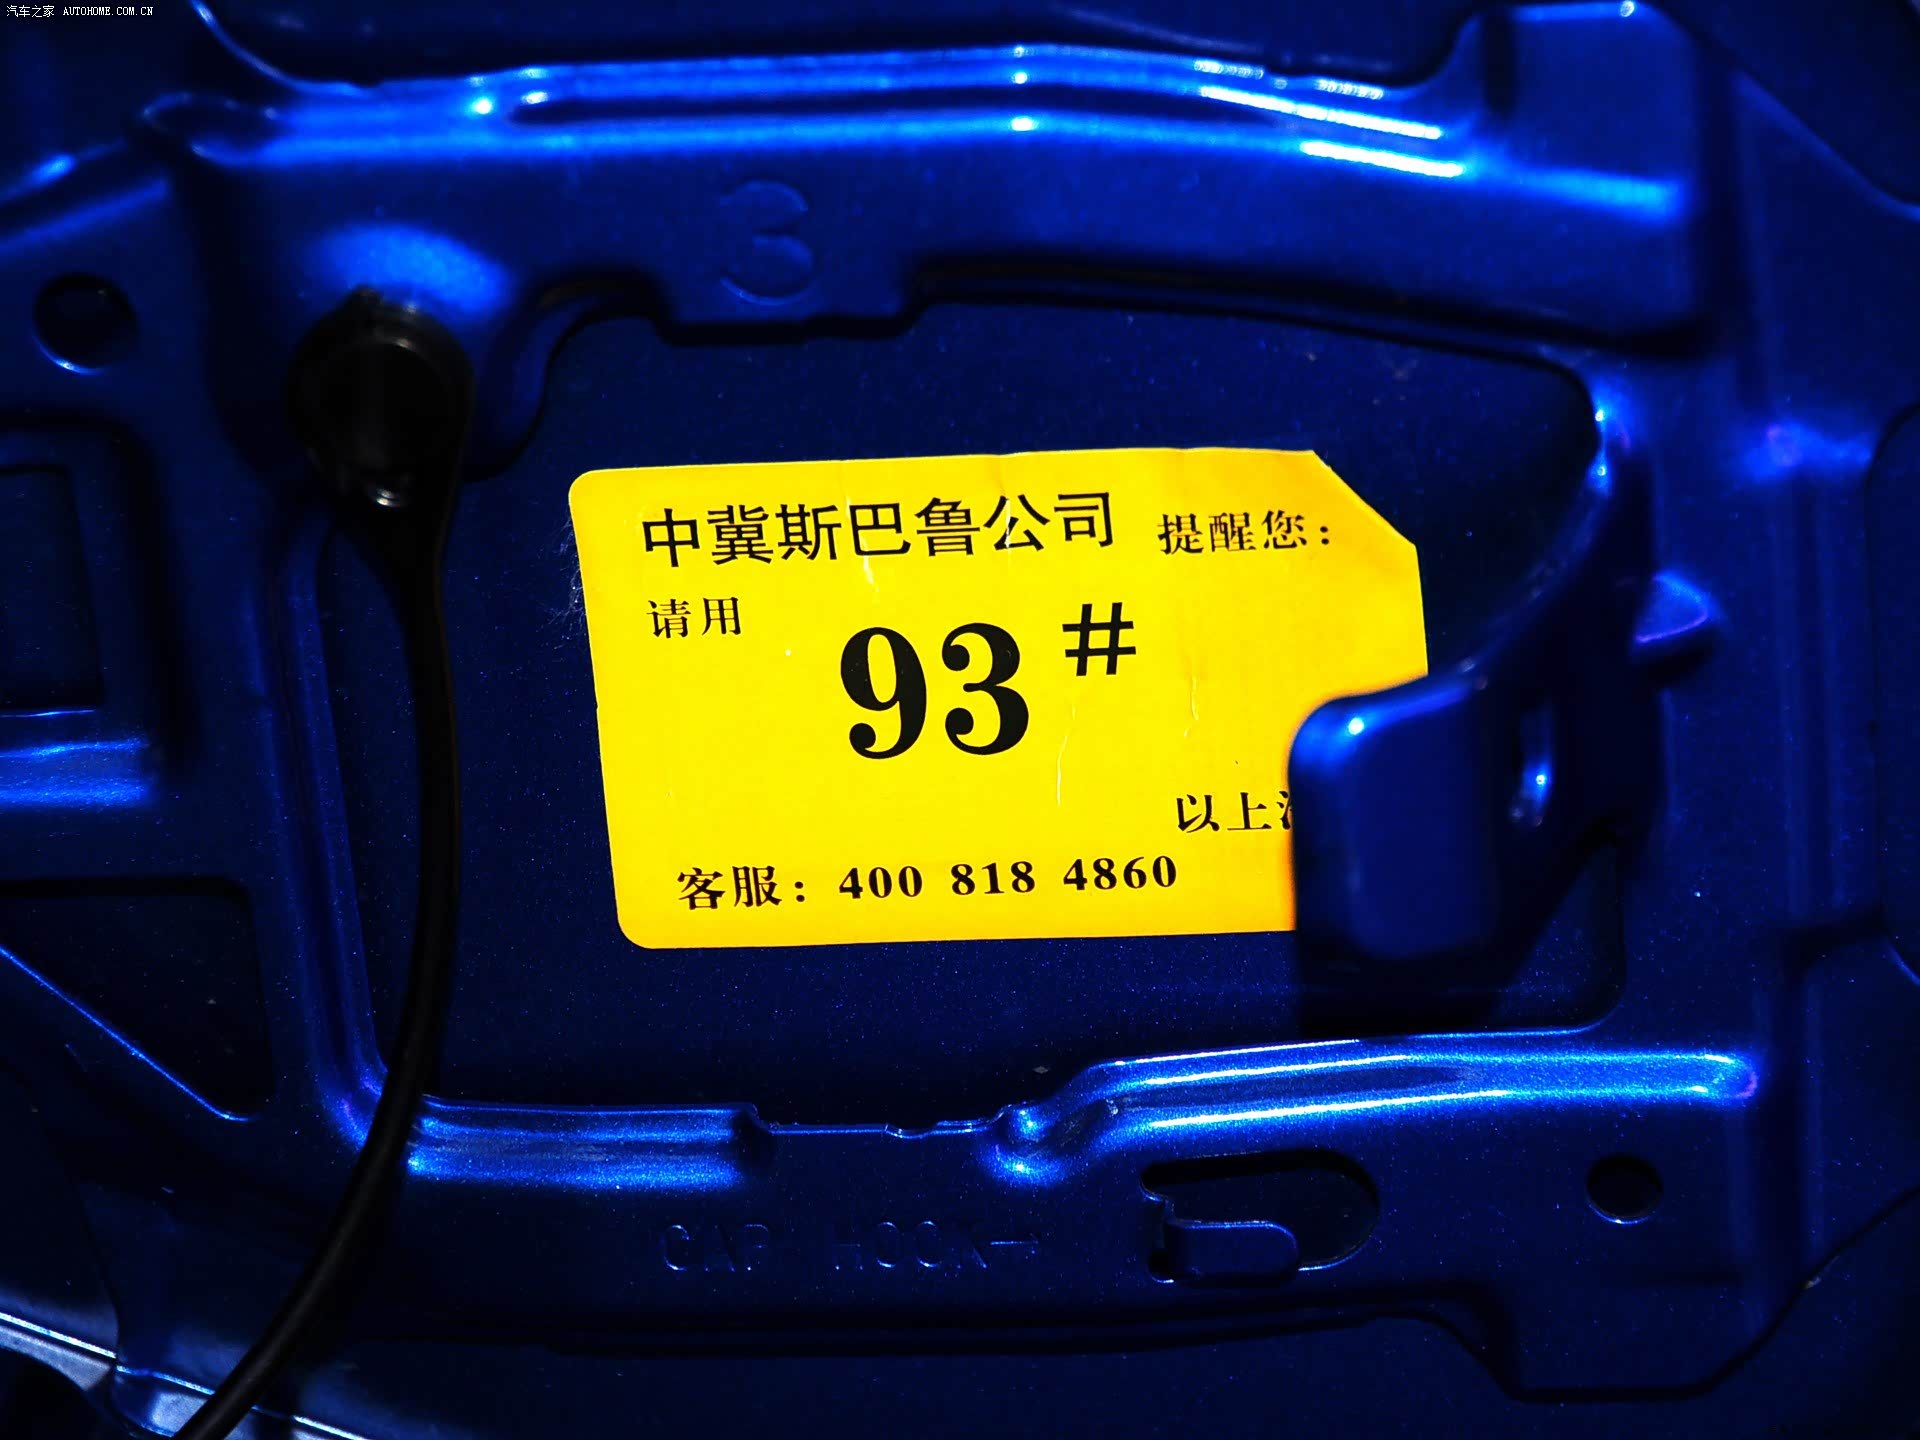 汽车之家 AUTOHOME.COM.CN
3
中冀斯巴鲁公司 提醒您：
请用
93#
以上
客服：400 818 4860
CAP HOOK→